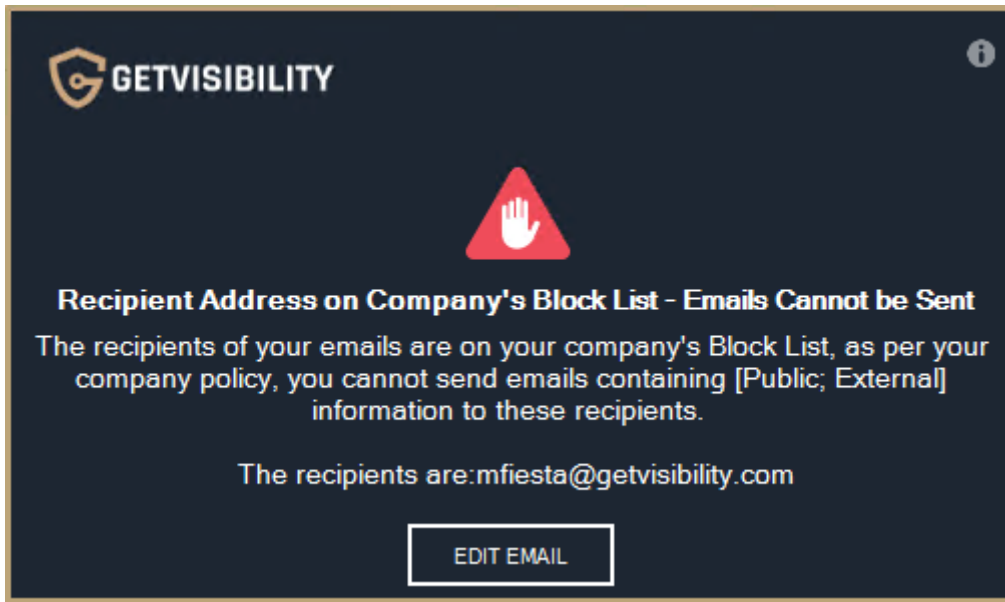 GETVISIBILITY
Recipient Address on Company's Block List - Emails Cannot be Sent
The recipients of your emails are on your company's Block List, as per your
company policy, you cannot send emails containing [Public; External]
information to these recipients.
The recipients are:mfiesta@getvisibility.com
EDIT EMAIL